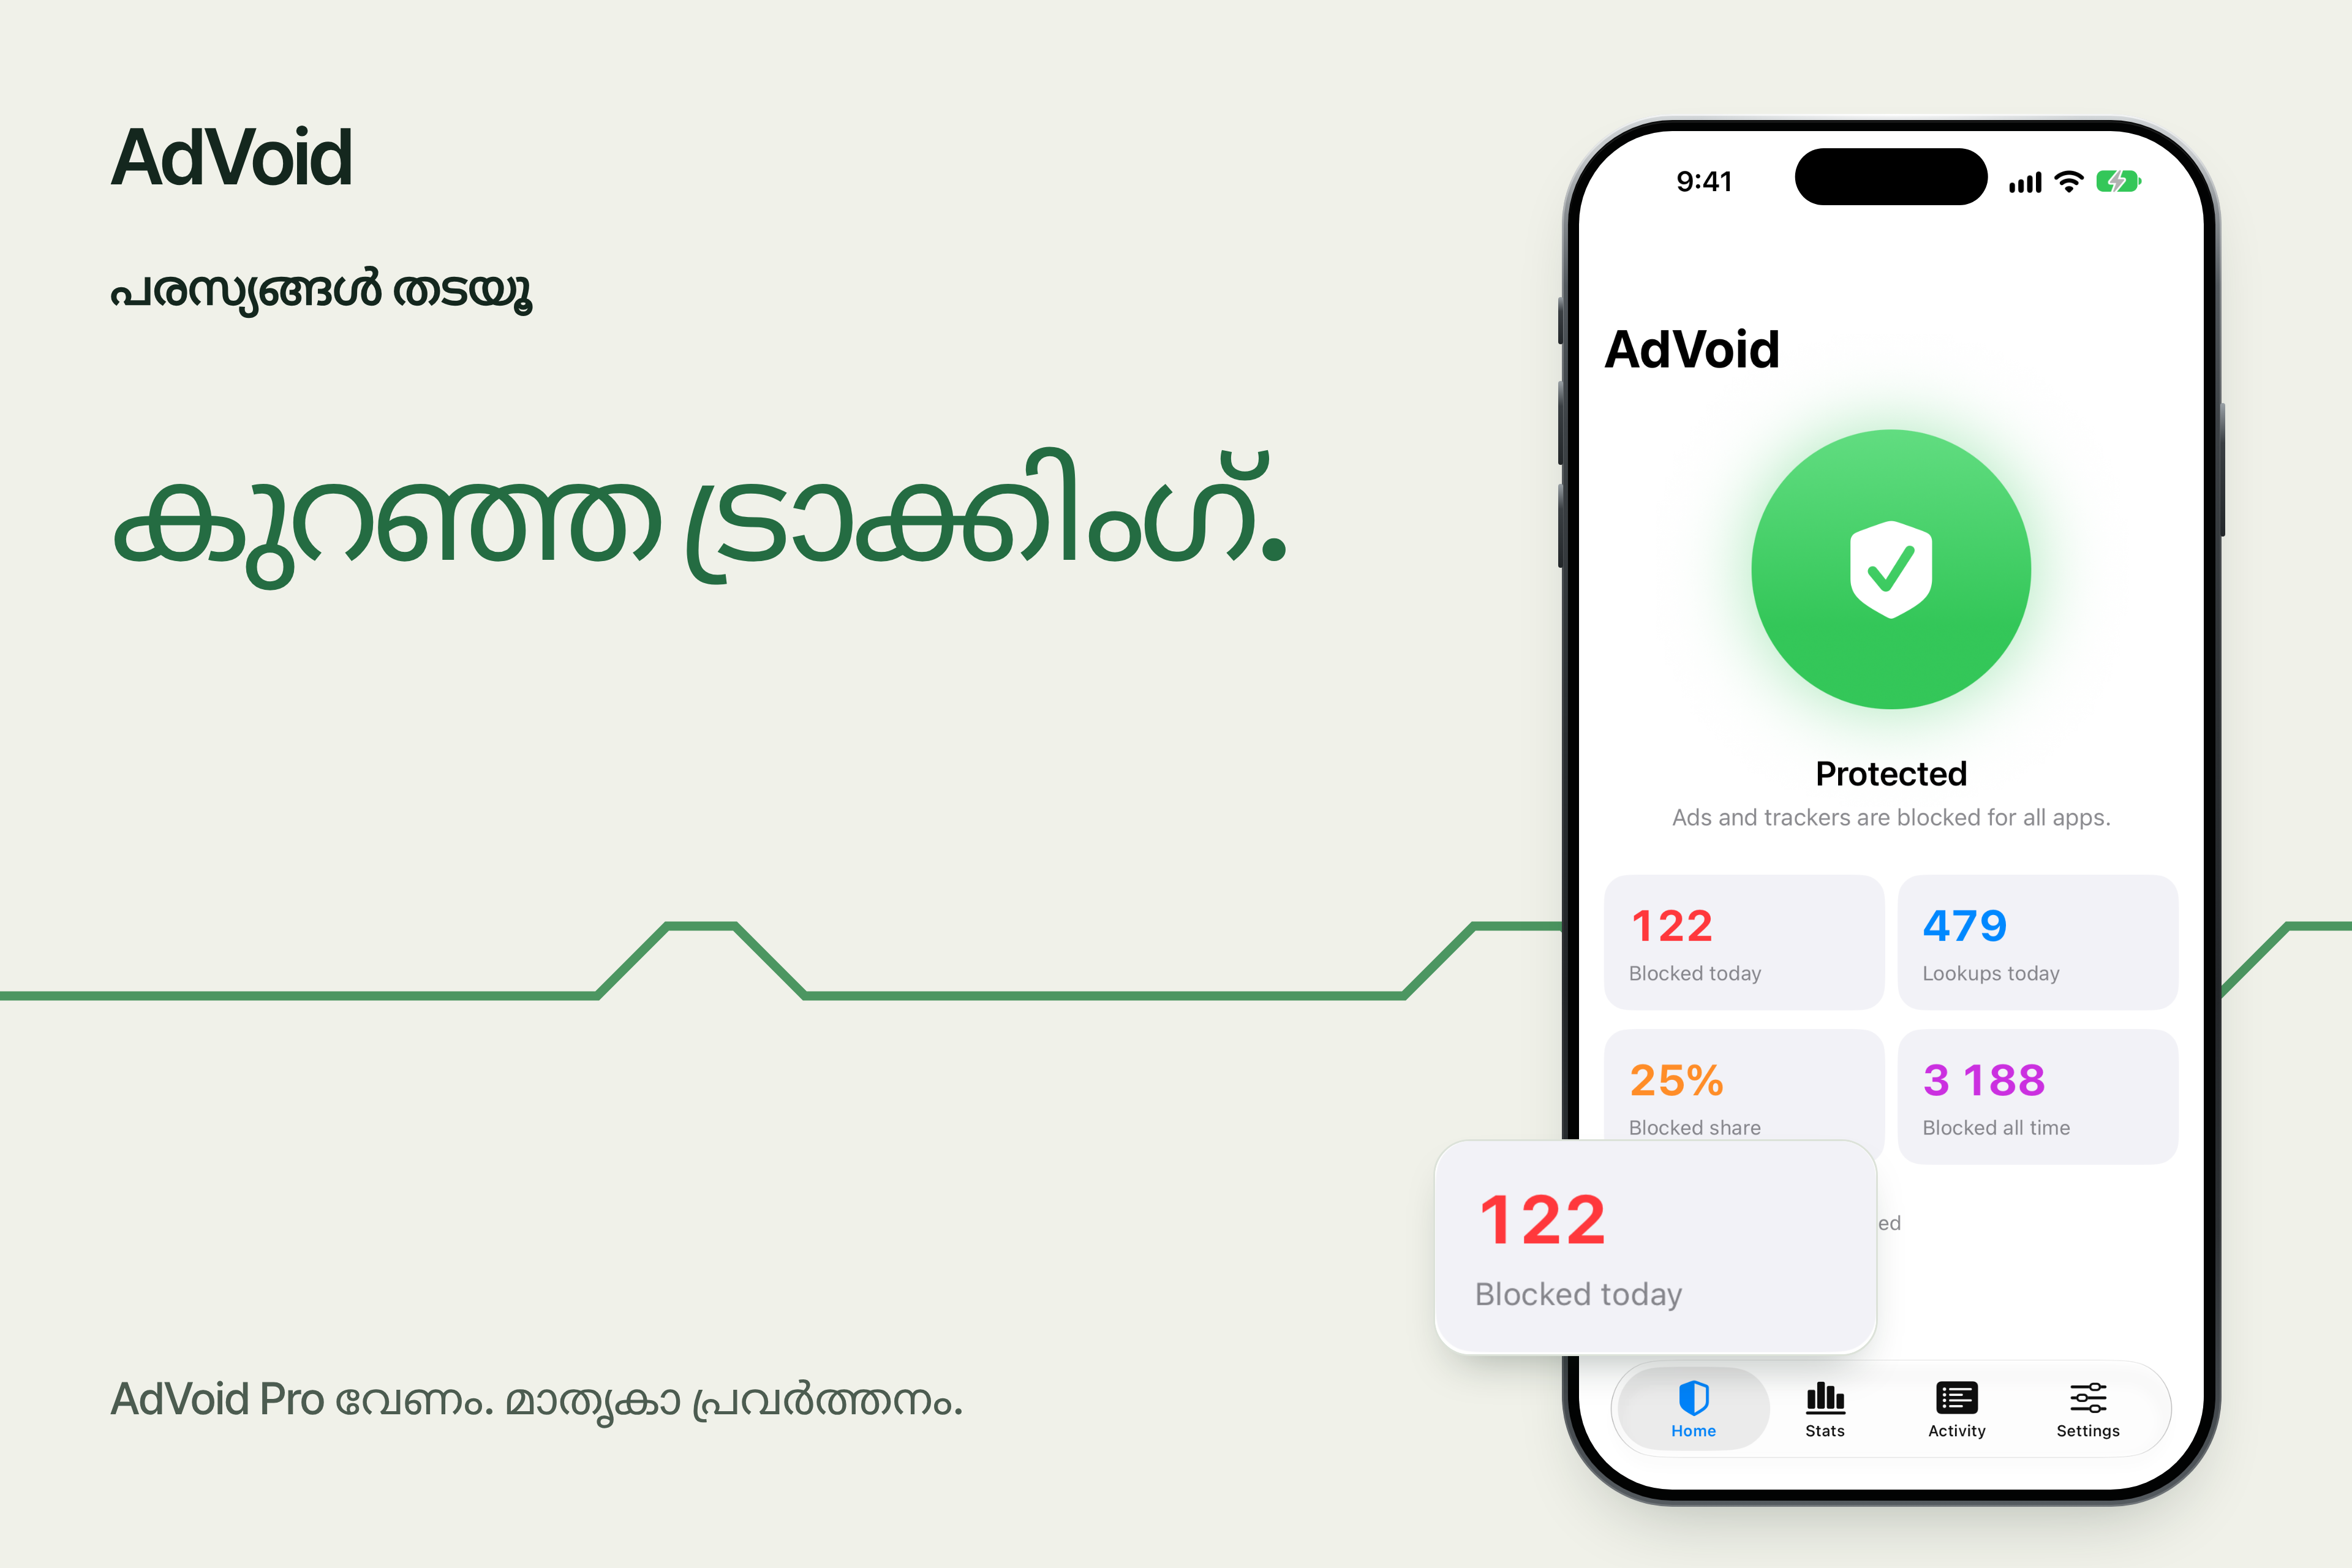 AdVoid
പരസ്യങ്ങൾ തടയൂ
കുറഞ്ഞ ട്രാക്കിംഗ്.
AdVoid Pro വേണം. മാതൃകാ പ്രവർത്തനം.
9:41
AdVoid
Protected
Ads and trackers are blocked for all apps.
122
Blocked today
479
Lookups today
25%
Blocked share
3 188
Blocked all time
122
Blocked today
ed
Home
Stats
Activity
Settings